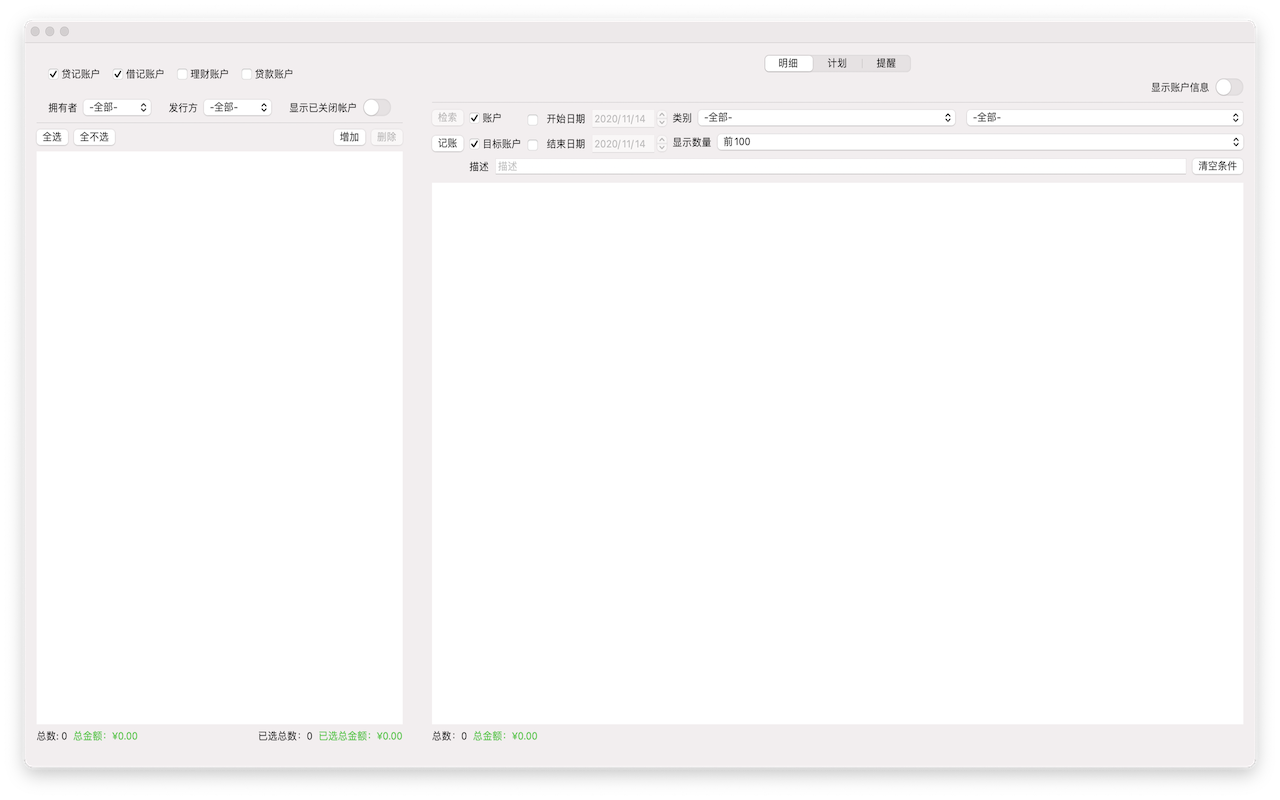 明细 计划 提醒
贷记账户 借记账户 理财账户 贷款账户
显示账户信息
拥有者 -全部- 发行方 -全部- 显示已关闭帐户
检索 账户 开始日期 2020/11/14 类别 -全部- -全部-
全选 全不选 增加 删除
记账 目标账户 结束日期 2020/11/14 显示数量 前100
描述 描述 清空条件
总数: 0 总金额: ¥0.00 已选总数: 0 已选总金额: ¥0.00
总数: 0 总金额: ¥0.00